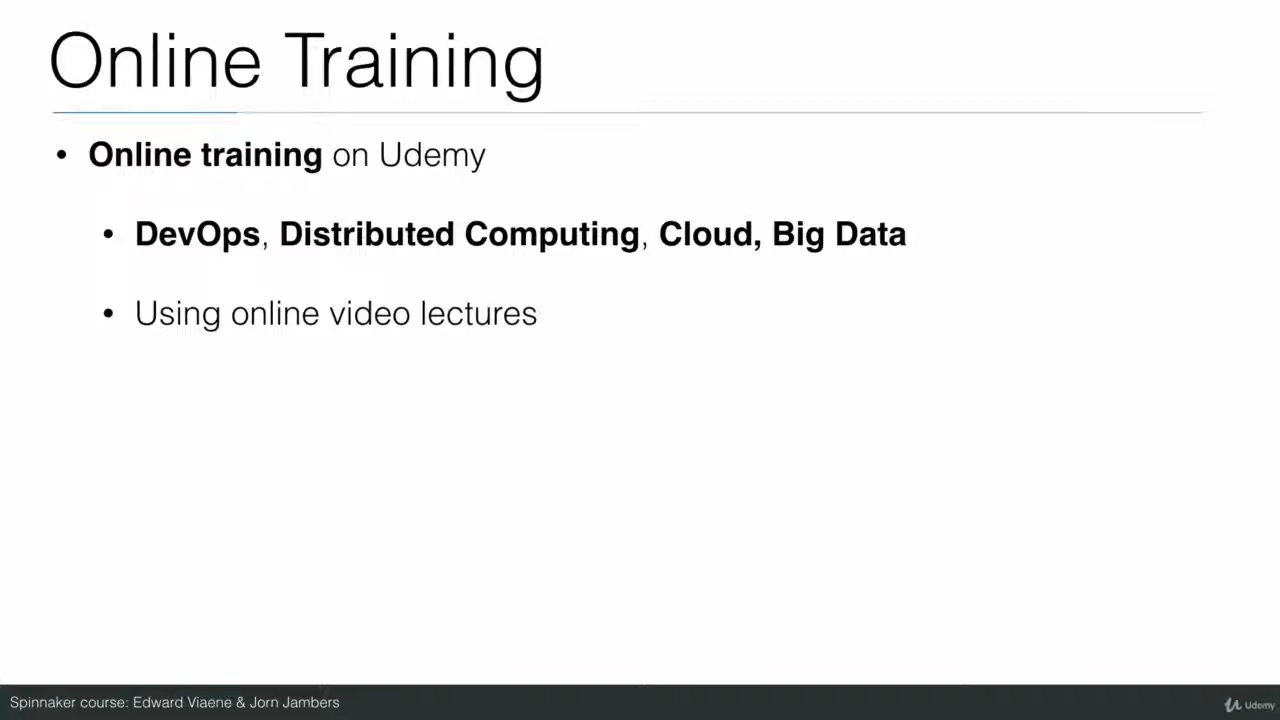 Online Training
• Online training on Udemy
• DevOps, Distributed Computing, Cloud, Big Data
• Using online video lectures
Spinnaker course: Edward Viaene & Jorn Jambers
Udemy